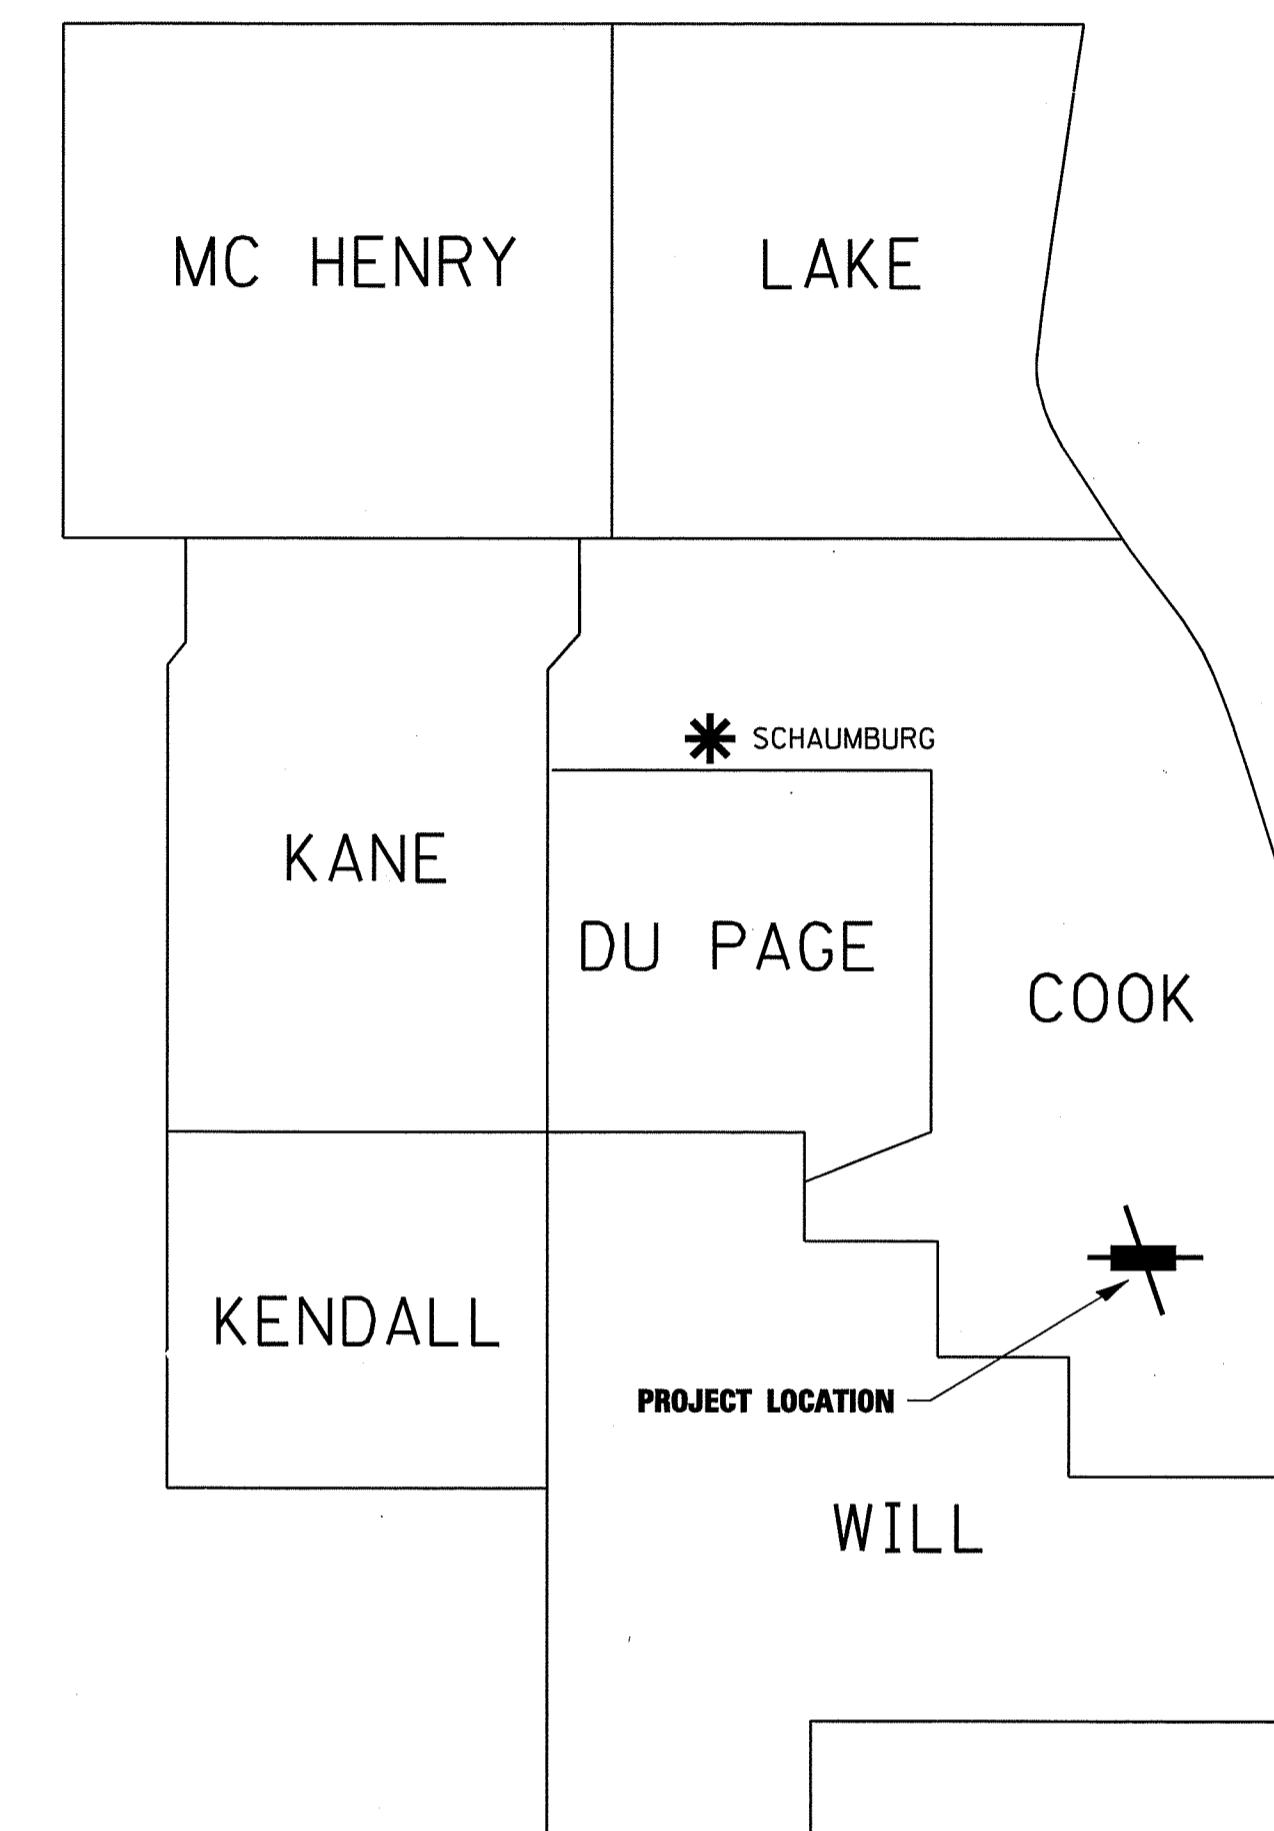 MC HENRY
LAKE
SCHAUMBURG
KANE
DU PAGE
COOK
KENDALL
PROJECT LOCATION
WILL